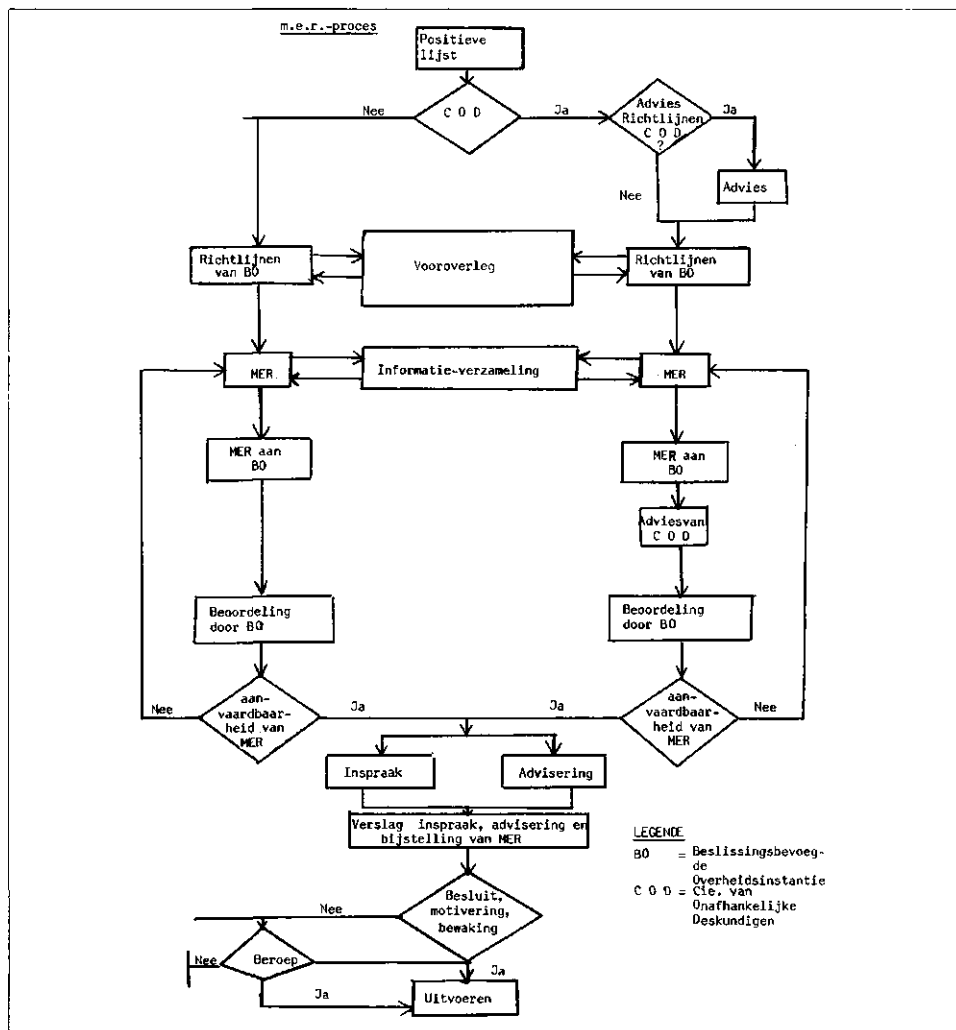 m.e.r.-proces
Positieve
lijst
Nee
C O D
Ja
Advies
Richtlijnen
C O D
?
Ja
Nee
Advies
Richtlijnen
van BO
Vooroverleg
Richtlijnen
van BO
MER.
Informatie-verzameling
MER
MER aan
BO
MER aan
BO
Adviesvan
C O D
Beoordeling
door BO
Beoordeling
door BO
Nee
aan-
vaardbaar-
heid van
MER
Ja
Ja
aan-
vaardbaar-
heid van
MER
Nee
Inspraak
Advisering
Verslag inspraak, advisering en
bijstelling van MER
LEGENDE
BO = Beslissingsbevoeg-
de
Overheidsinstantie
C O D = Cie. van
Onafhankelijke
Deskundigen
Nee
Besluit,
motivering,
bewaking
Nee
Beroep
Ja
Ja
Uitvoeren